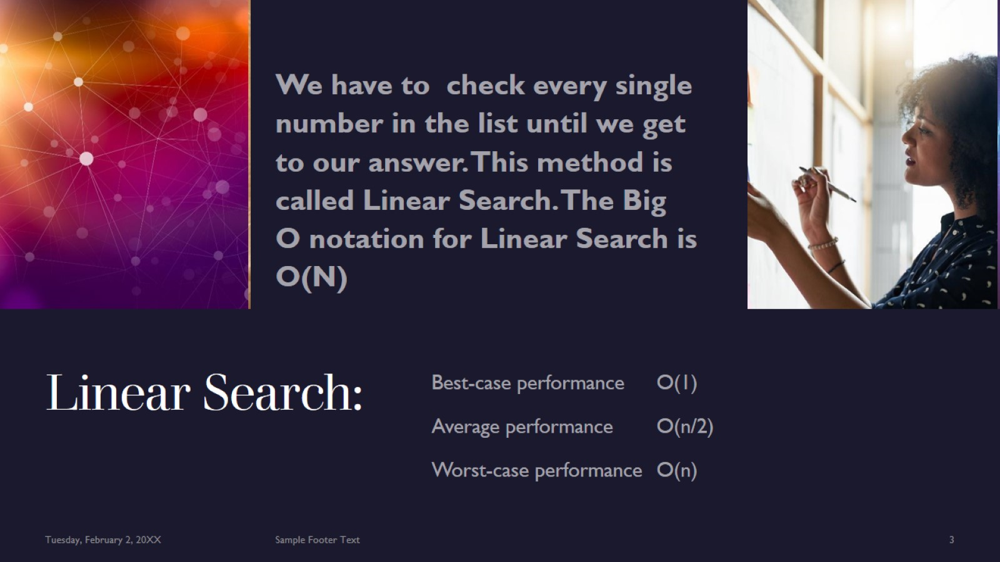 We have to  check every single
number in the list until we get
to our answer. This method is
called Linear Search. The Big
O notation for Linear Search is
O(N)
Linear Search:
Best-case performance O(1)
Average performance O(n/2)
Worst-case performance O(n)
Tuesday, February 2, 20XX
Sample Footer Text
3